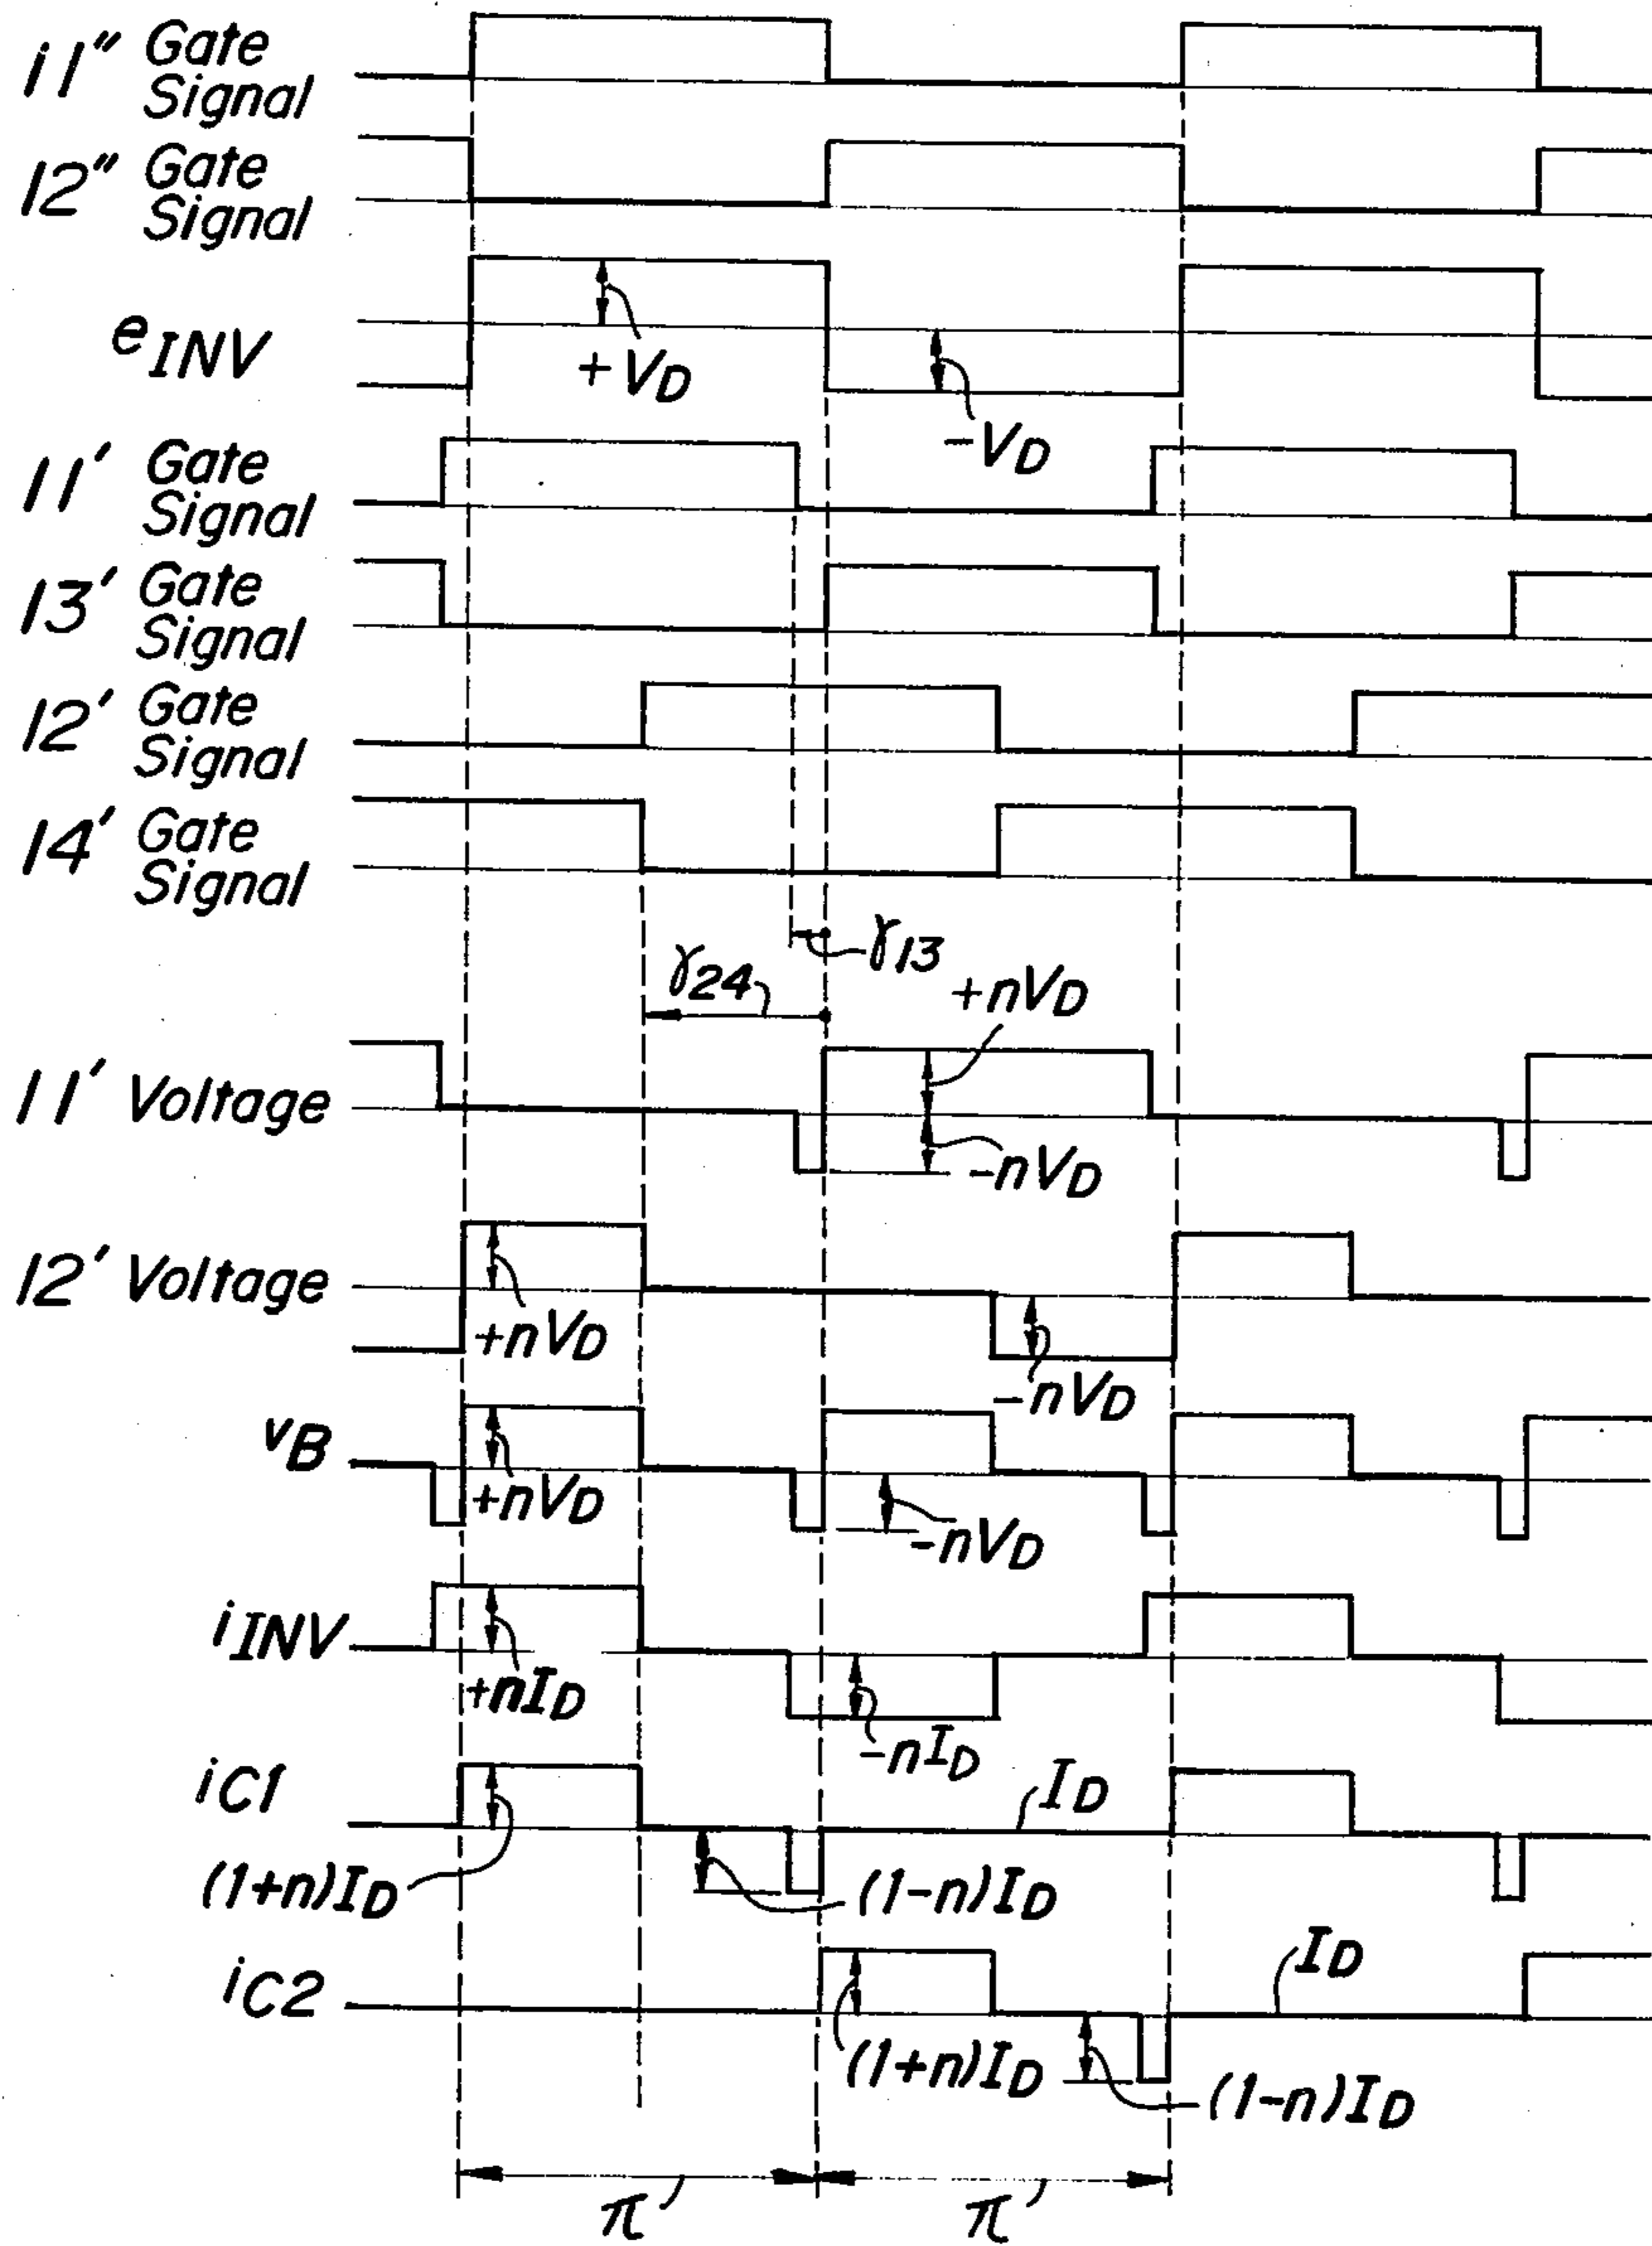 i1″ Gate
Signal
12″ Gate
Signal
eINV
+VD
-VD
11′ Gate
Signal
13′ Gate
Signal
12′ Gate
Signal
14′ Gate
Signal
γ13
γ24
+nVD
11′ Voltage
-nVD
12′ Voltage
+nVD
-nVD
vB
+nVD
-nVD
iINV
+nID
-nID
iC1
ID
(1+n)ID
(1-n)ID
iC2
ID
(1+n)ID
(1-n)ID
π
π